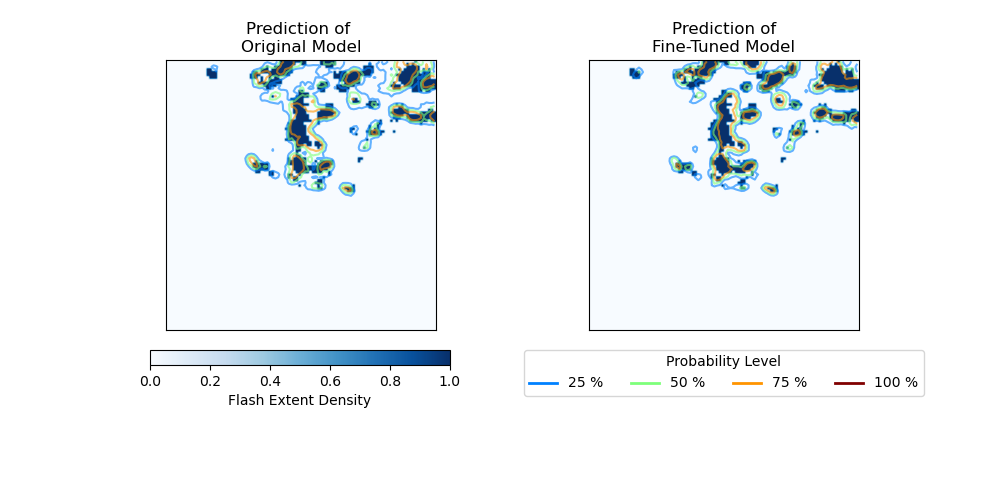 Prediction of
Original Model
Prediction of
Fine-Tuned Model
0.0 0.2 0.4 0.6 0.8 1.0
Flash Extent Density
Probability Level
25 % 50 % 75 % 100 %